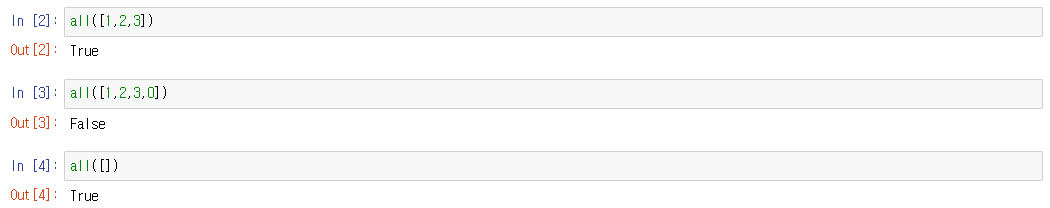 In [2]: all([1,2,3])
Out[2]: True
In [3]: all([1,2,3,0])
Out[3]: False
In [4]: all([])
Out[4]: True